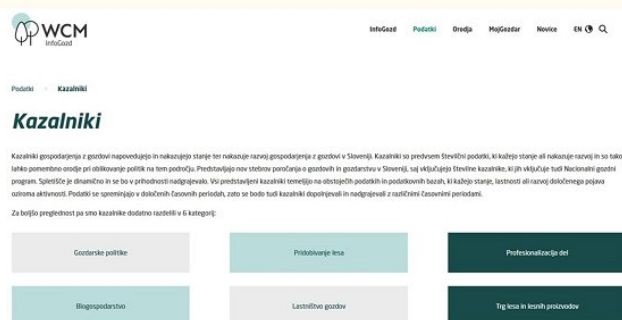 WCM
InfoGozd
InfoGozd Podatki Orodja MojGozdar Novice EN
Podatki Kazalniki
Kazalniki
Kazalniki gospodarjenja z gozdovi napovedujejo in nakazujejo stanje ter nakazuje razvoj gospodarjenja z gozdovi v Sloveniji. Kazalniki so predvsem številčni podatki, ki kažejo stanje ali nakazuje razvoj in so tako
lahko pomembno orodje pri oblikovanje politik na tem področju. Predstavljajo nov stebrov poročanja o gozdovih in gozdarstvu v Sloveniji, saj vključujejo številne kazalnike, ki jih vključuje tudi Nacionalni gozdni
program. Spletišče je dinamično in se bo v prihodnosti nadgrajevalo. Vsi predstavljeni kazalniki temeljijo na obstoječih podatkih in podatkovnih bazah, ki kažejo stanje, lastnosti ali razvoj določenega pojava
oziroma aktivnosti. Podatki se spreminjajo v določenih časovnih periodah, zato se bodo tudi kazalniki dopolnjevali in nadgrajevali z različnimi časovnimi periodami.
Za boljšo preglednost pa smo kazalnike dodatno razdelili v 6 kategorij:
Gozdarske politike Pridobivanje lesa Profesionalizacija del
Biogospodarstvo Lastništvo gozdov Trg lesa in lesnih proizvodov